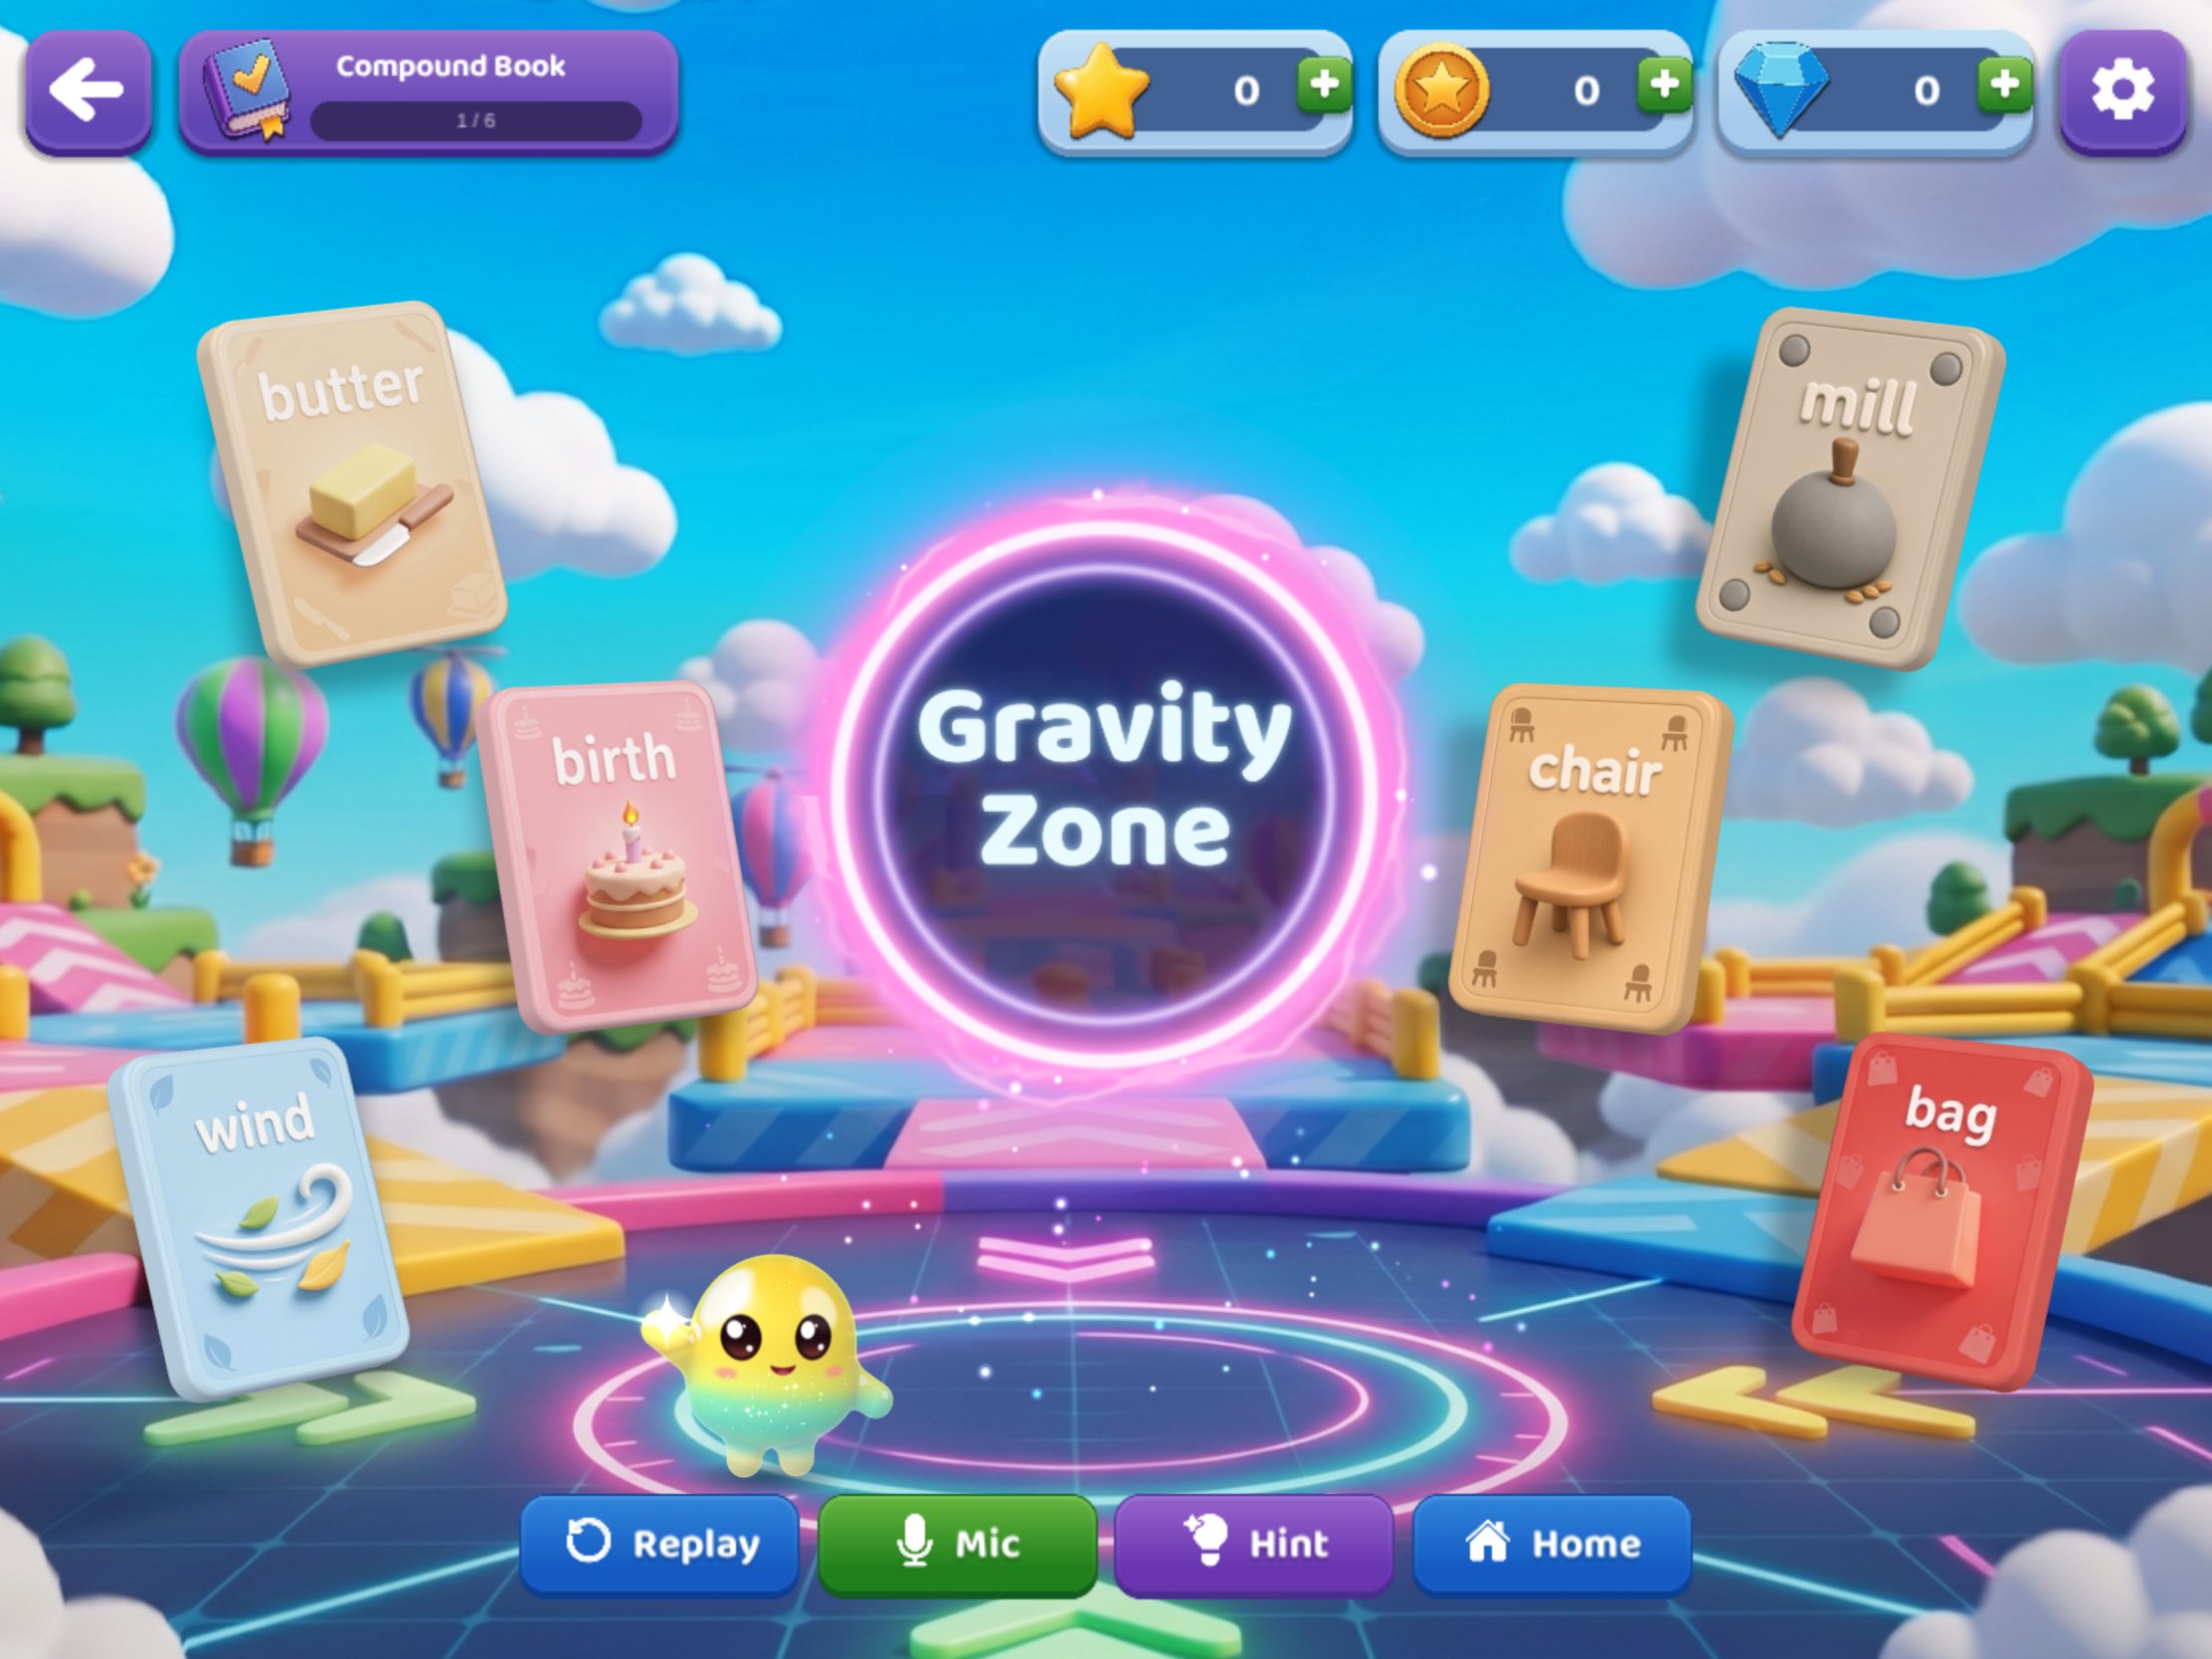 Compound Book
1 / 6
0
0
0
butter
mill
birth
Gravity
Zone
chair
wind
bag
Replay
Mic
Hint
Home